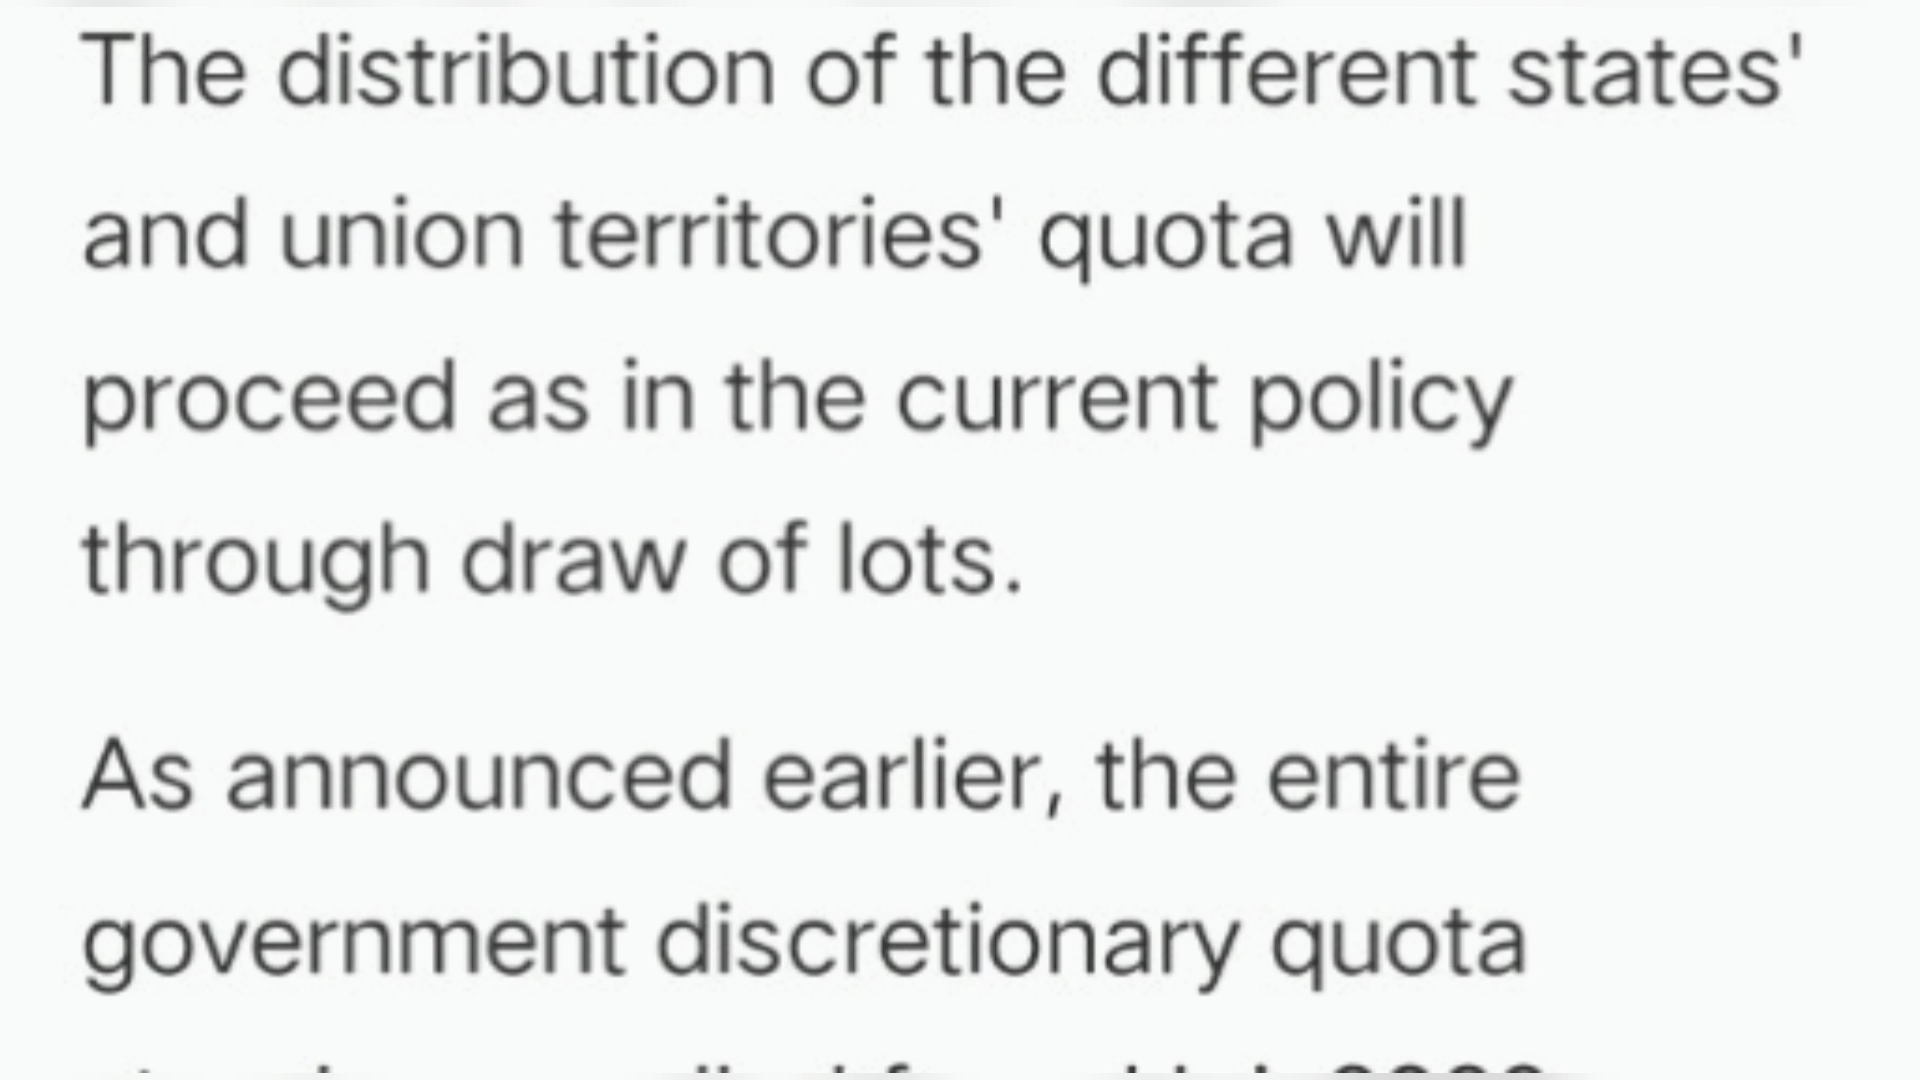 The distribution of the different states'
and union territories' quota will
proceed as in the current policy
through draw of lots.
As announced earlier, the entire
government discretionary quota